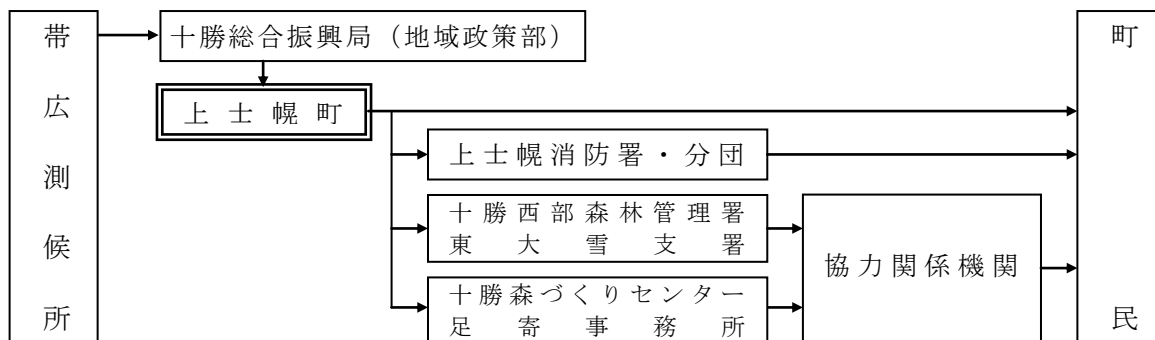 帯広測候所
十勝総合振興局（地域政策部）
上士幌町
上士幌消防署・分団
十勝西部森林管理署
東大雪支署
十勝森づくりセンター
足寄事務所
協力関係機関
町民